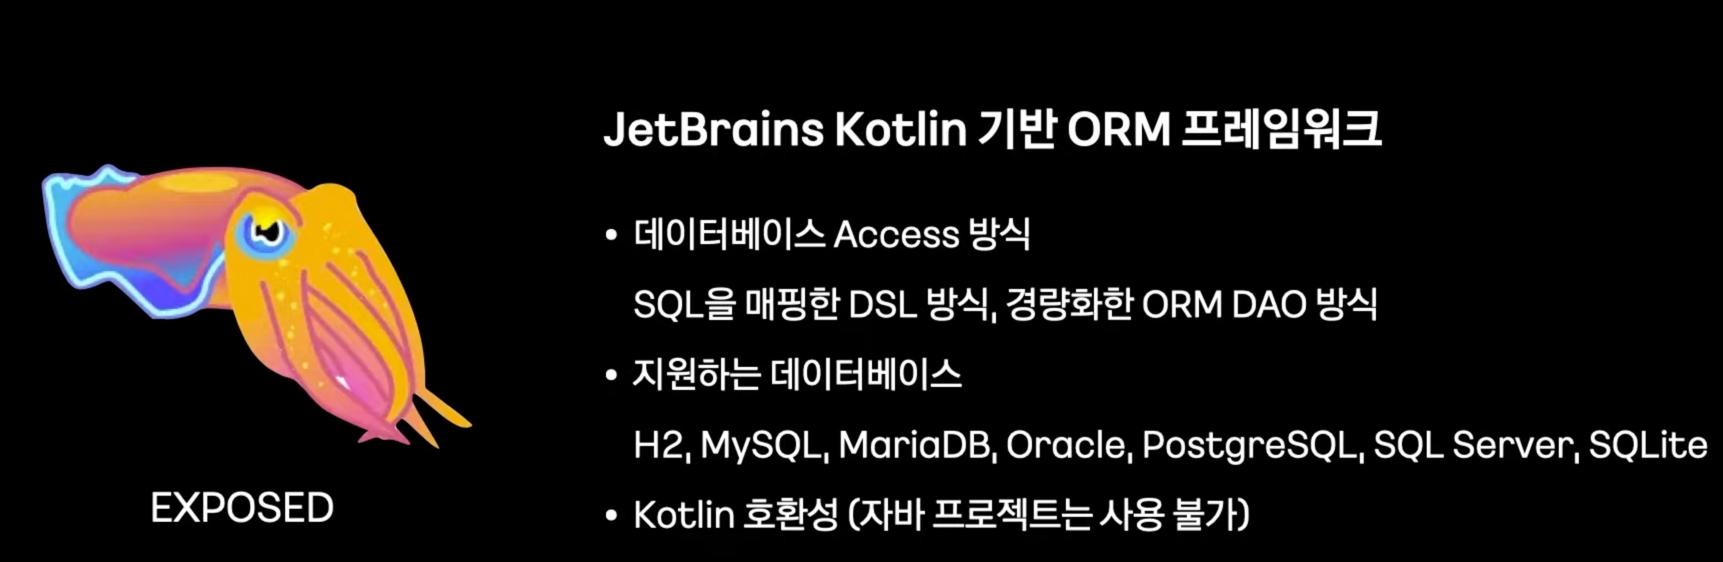 JetBrains Kotlin 기반 ORM 프레임워크
• 데이터베이스 Access 방식
SQL을 매핑한 DSL 방식, 경량화한 ORM DAO 방식
• 지원하는 데이터베이스
H2, MySQL, MariaDB, Oracle, PostgreSQL, SQL Server, SQLite
• Kotlin 호환성 (자바 프로젝트는 사용 불가)
EXPOSED